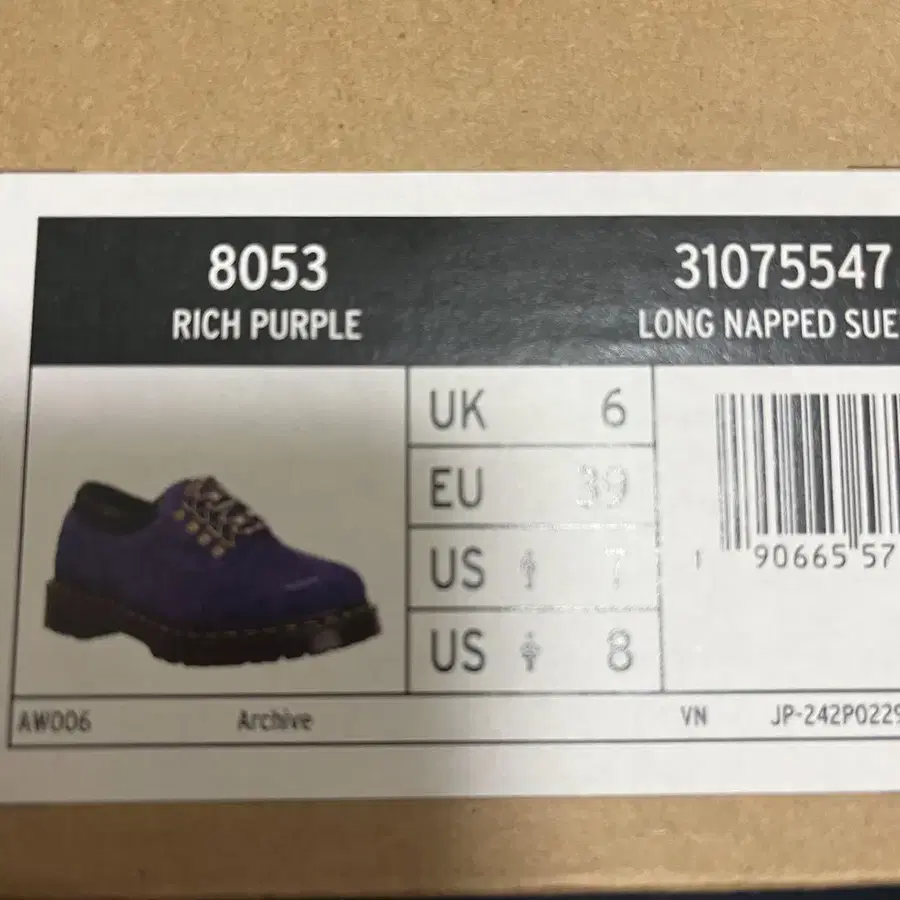 8053
RICH PURPLE
31075547
LONG NAPPED SUE
UK 6
EU 39
US 7
US 8
1 90665 57
AW006 Archive VN JP-242P0229